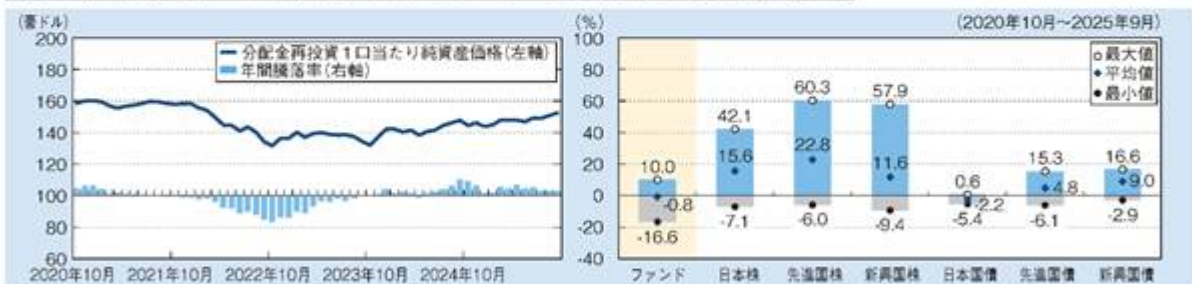 (豪ドル)
200
180
160
140
120
100
80
60
分配金再投資1口当たり純資産価格(左軸)
年間騰落率(右軸)
2020年10月 2021年10月 2022年10月 2023年10月 2024年10月
(%)
(2020年10月～2025年9月)
100
80
60
40
20
0
-20
-40
最大値
平均値
最小値
10.0 42.1 60.3 57.9 0.6 15.3 16.6
-0.8 15.6 22.8 11.6 -2.2 4.8 9.0
-16.6 -7.1 -6.0 -9.4 -5.4 -6.1 -2.9
ファンド 日本株 先進国株 新興国株 日本国債 先進国債 新興国債